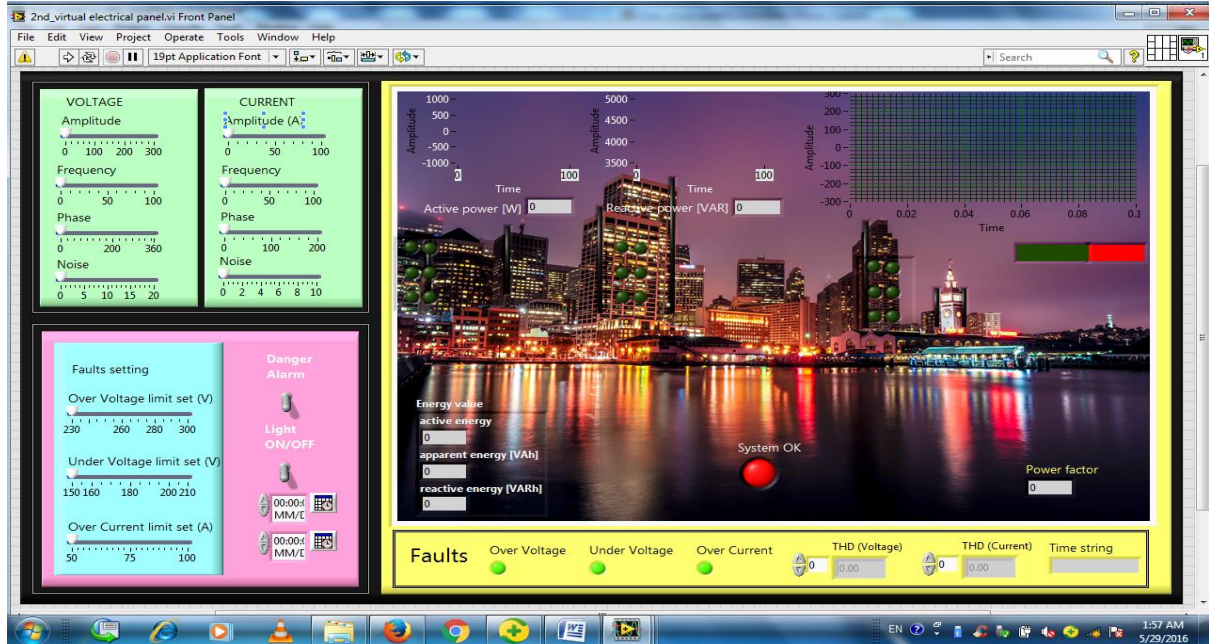 2nd_virtual electrical panel.vi Front Panel
File Edit View Project Operate Tools Window Help
19pt Application Font
Search
VOLTAGE
Amplitude
0 100 200 300
Frequency
0 50 100
Phase
0 200 360
Noise
0 5 10 15 20
CURRENT
Amplitude (A)
0 50 100
Frequency
0 50 100
Phase
0 100 200
Noise
0 2 4 6 8 10
Faults setting
Over Voltage limit set (V)
230 260 280 300
Under Voltage limit set (V)
150 160 180 200 210
Over Current limit set (A)
50 75 100
Danger
Alarm
Light
ON/OFF
00:00:
MM/D
00:00:
MM/D
Amplitude
1000
500
0
-500
-1000
0 100
Time
Active power [W] 0
Amplitude
5000
4500
4000
3500
0 100
Time
Reactive power [VAR] 0
Amplitude
300
200
100
0
-100
-200
-300
0 0.02 0.04 0.06 0.08 0.1
Time
Energy value
active energy
0
apparent energy [VAh]
0
reactive energy [VARh]
0
System OK
Power factor
0
Faults
Over Voltage
Under Voltage
Over Current
THD (Voltage)
0 0.00
THD (Current)
0 0.00
Time string
EN
1:57 AM
5/29/2016